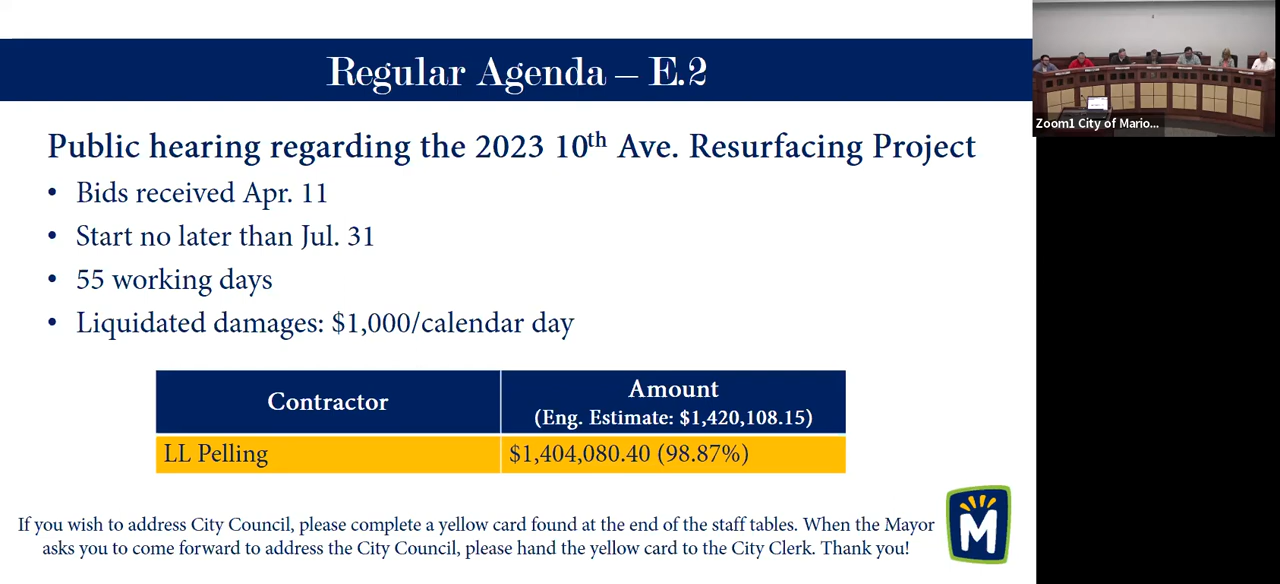 Regular Agenda – E.2
Zoom1 City of Mario...
Public hearing regarding the 2023 10th Ave. Resurfacing Project
• Bids received Apr. 11
• Start no later than Jul. 31
• 55 working days
• Liquidated damages: $1,000/calendar day
Contractor
Amount
(Eng. Estimate: $1,420,108.15)
LL Pelling
$1,404,080.40 (98.87%)
If you wish to address City Council, please complete a yellow card found at the end of the staff tables. When the Mayor
asks you to come forward to address the City Council, please hand the yellow card to the City Clerk. Thank you!
M